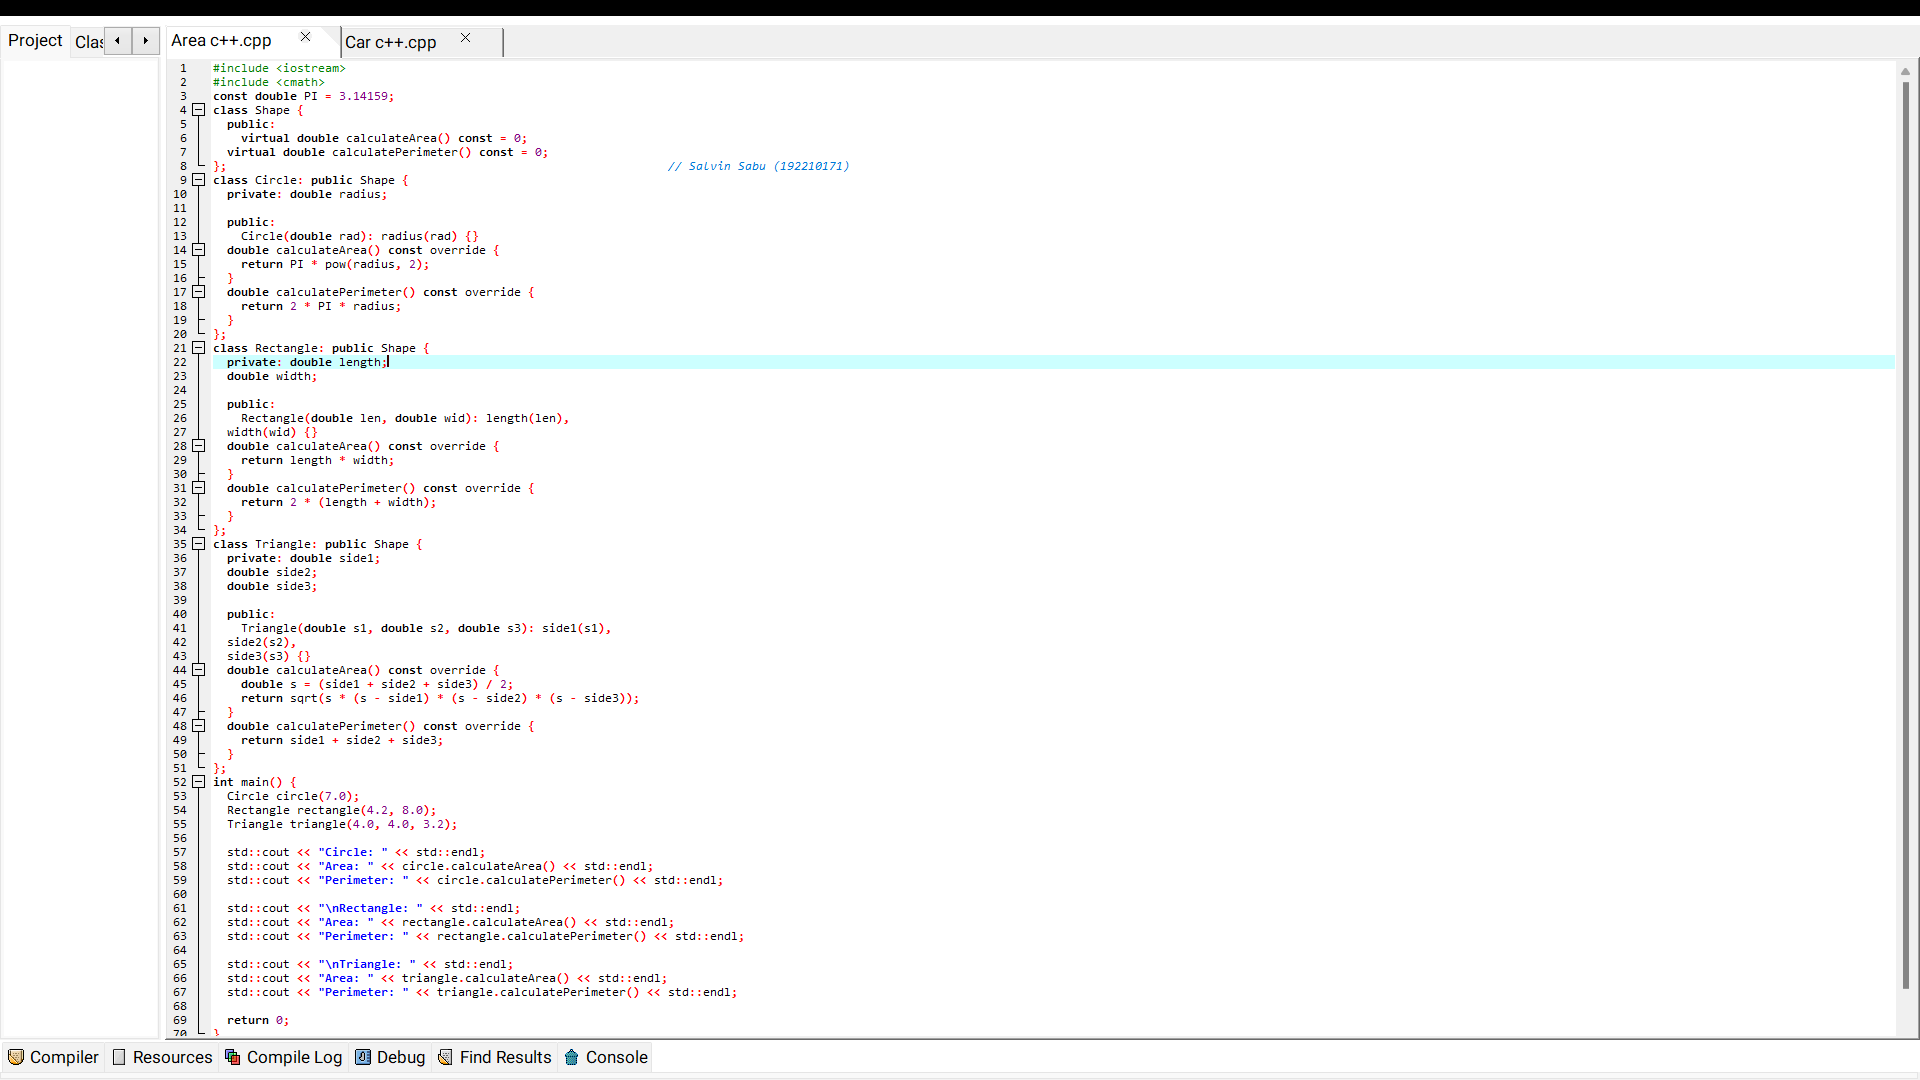 Project Clas Area c++.cpp Car c++.cpp
1 #include <iostream>
2 #include <cmath>
3 const double PI = 3.14159;
4 class Shape {
5 public:
6 virtual double calculateArea() const = 0;
7 virtual double calculatePerimeter() const = 0;
8 }; // Salvin Sabu (192210171)
9 class Circle: public Shape {
10 private: double radius;
11
12 public:
13 Circle(double rad): radius(rad) {}
14 double calculateArea() const override {
15 return PI * pow(radius, 2);
16 }
17 double calculatePerimeter() const override {
18 return 2 * PI * radius;
19 }
20 };
21 class Rectangle: public Shape {
22 private: double length;
23 double width;
24
25 public:
26 Rectangle(double len, double wid): length(len),
27 width(wid) {}
28 double calculateArea() const override {
29 return length * width;
30 }
31 double calculatePerimeter() const override {
32 return 2 * (length + width);
33 }
34 };
35 class Triangle: public Shape {
36 private: double side1;
37 double side2;
38 double side3;
39
40 public:
41 Triangle(double s1, double s2, double s3): side1(s1),
42 side2(s2),
43 side3(s3) {}
44 double calculateArea() const override {
45 double s = (side1 + side2 + side3) / 2;
46 return sqrt(s * (s - side1) * (s - side2) * (s - side3));
47 }
48 double calculatePerimeter() const override {
49 return side1 + side2 + side3;
50 }
51 };
52 int main() {
53 Circle circle(7.0);
54 Rectangle rectangle(4.2, 8.0);
55 Triangle triangle(4.0, 4.0, 3.2);
56
57 std::cout << "Circle: " << std::endl;
58 std::cout << "Area: " << circle.calculateArea() << std::endl;
59 std::cout << "Perimeter: " << circle.calculatePerimeter() << std::endl;
60
61 std::cout << "\nRectangle: " << std::endl;
62 std::cout << "Area: " << rectangle.calculateArea() << std::endl;
63 std::cout << "Perimeter: " << rectangle.calculatePerimeter() << std::endl;
64
65 std::cout << "\nTriangle: " << std::endl;
66 std::cout << "Area: " << triangle.calculateArea() << std::endl;
67 std::cout << "Perimeter: " << triangle.calculatePerimeter() << std::endl;
68
69 return 0;
70 }
Compiler Resources Compile Log Debug Find Results Console